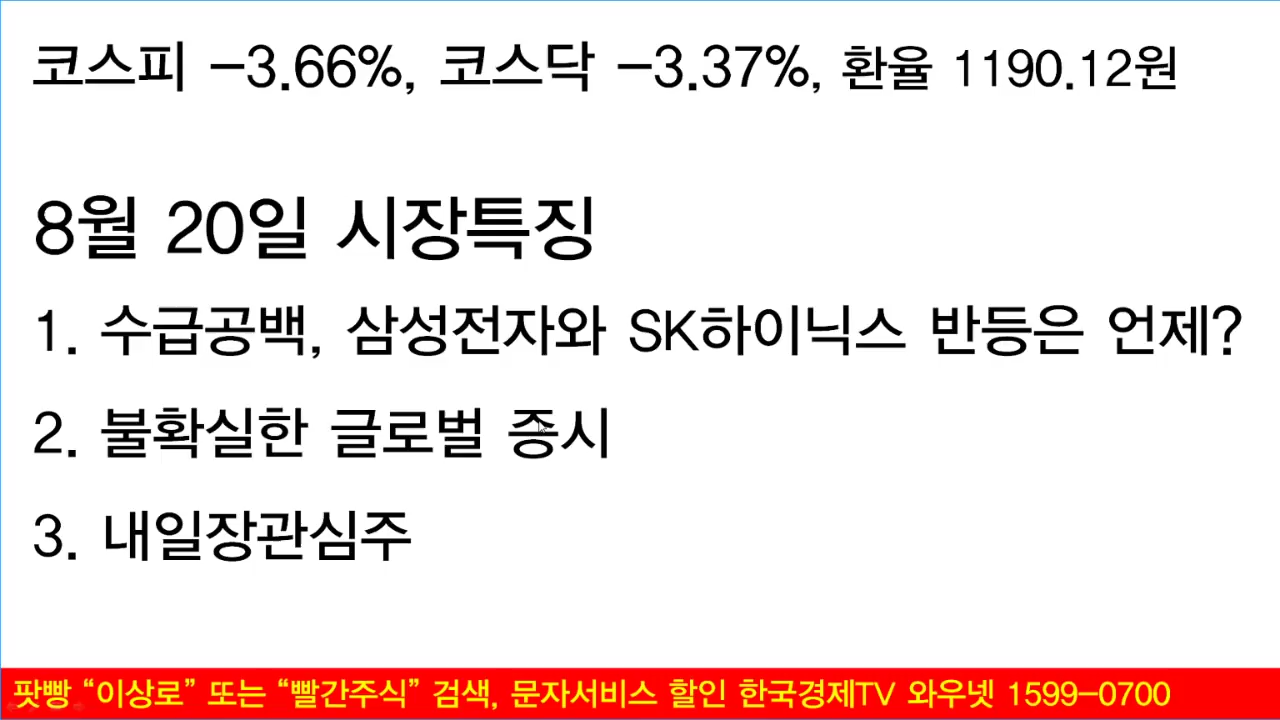 코스피 -3.66%, 코스닥 -3.37%, 환율 1190.12원
8월 20일 시장특징
1. 수급공백, 삼성전자와 SK하이닉스 반등은 언제?
2. 불확실한 글로벌 증시
3. 내일장관심주
팟빵 “이상로” 또는 “빨간주식” 검색, 문자서비스 할인 한국경제TV 와우넷 1599-0700